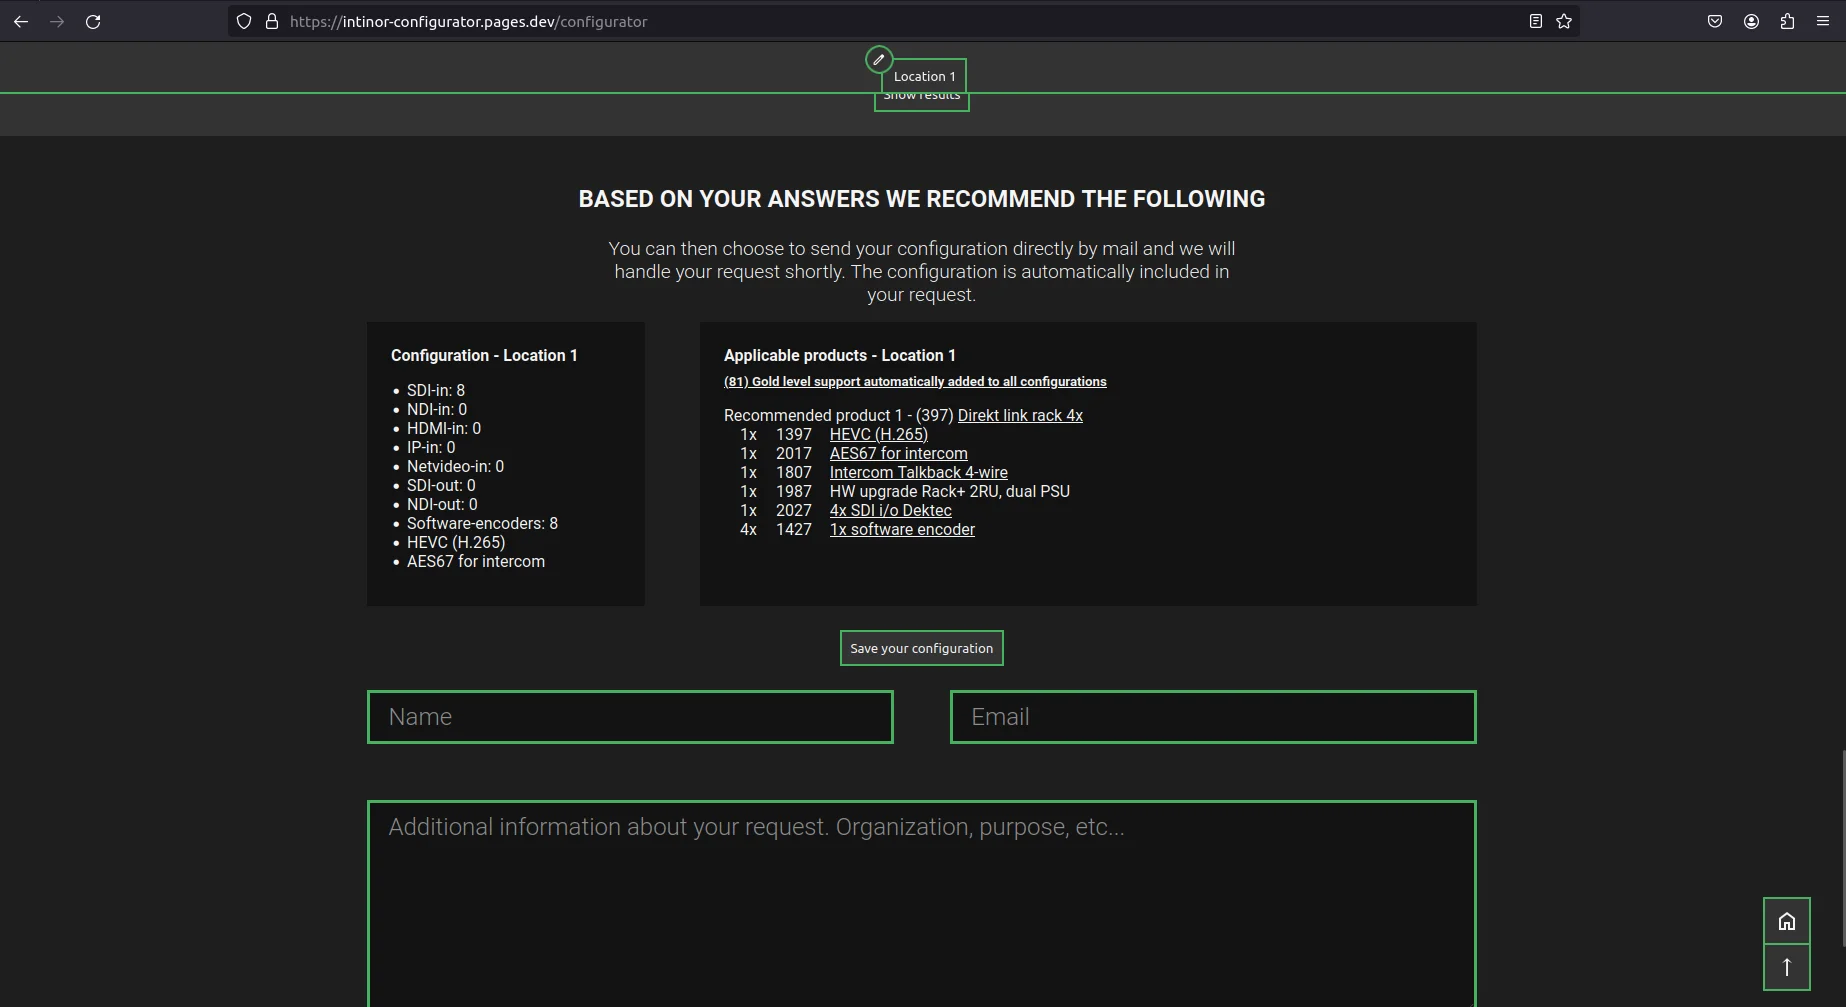 https://intinor-configurator.pages.dev/configurator
Location 1
Show results
BASED ON YOUR ANSWERS WE RECOMMEND THE FOLLOWING
You can then choose to send your configuration directly by mail and we will
handle your request shortly. The configuration is automatically included in
your request.
Configuration - Location 1
• SDI-in: 8
• NDI-in: 0
• HDMI-in: 0
• IP-in: 0
• Netvideo-in: 0
• SDI-out: 0
• NDI-out: 0
• Software-encoders: 8
• HEVC (H.265)
• AES67 for intercom
Applicable products - Location 1
(81) Gold level support automatically added to all configurations
Recommended product 1 - (397) Direkt link rack 4x
1x 1397 HEVC (H.265)
1x 2017 AES67 for intercom
1x 1807 Intercom Talkback 4-wire
1x 1987 HW upgrade Rack+ 2RU, dual PSU
1x 2027 4x SDI i/o Dektec
4x 1427 1x software encoder
Save your configuration
Name
Email
Additional information about your request. Organization, purpose, etc...